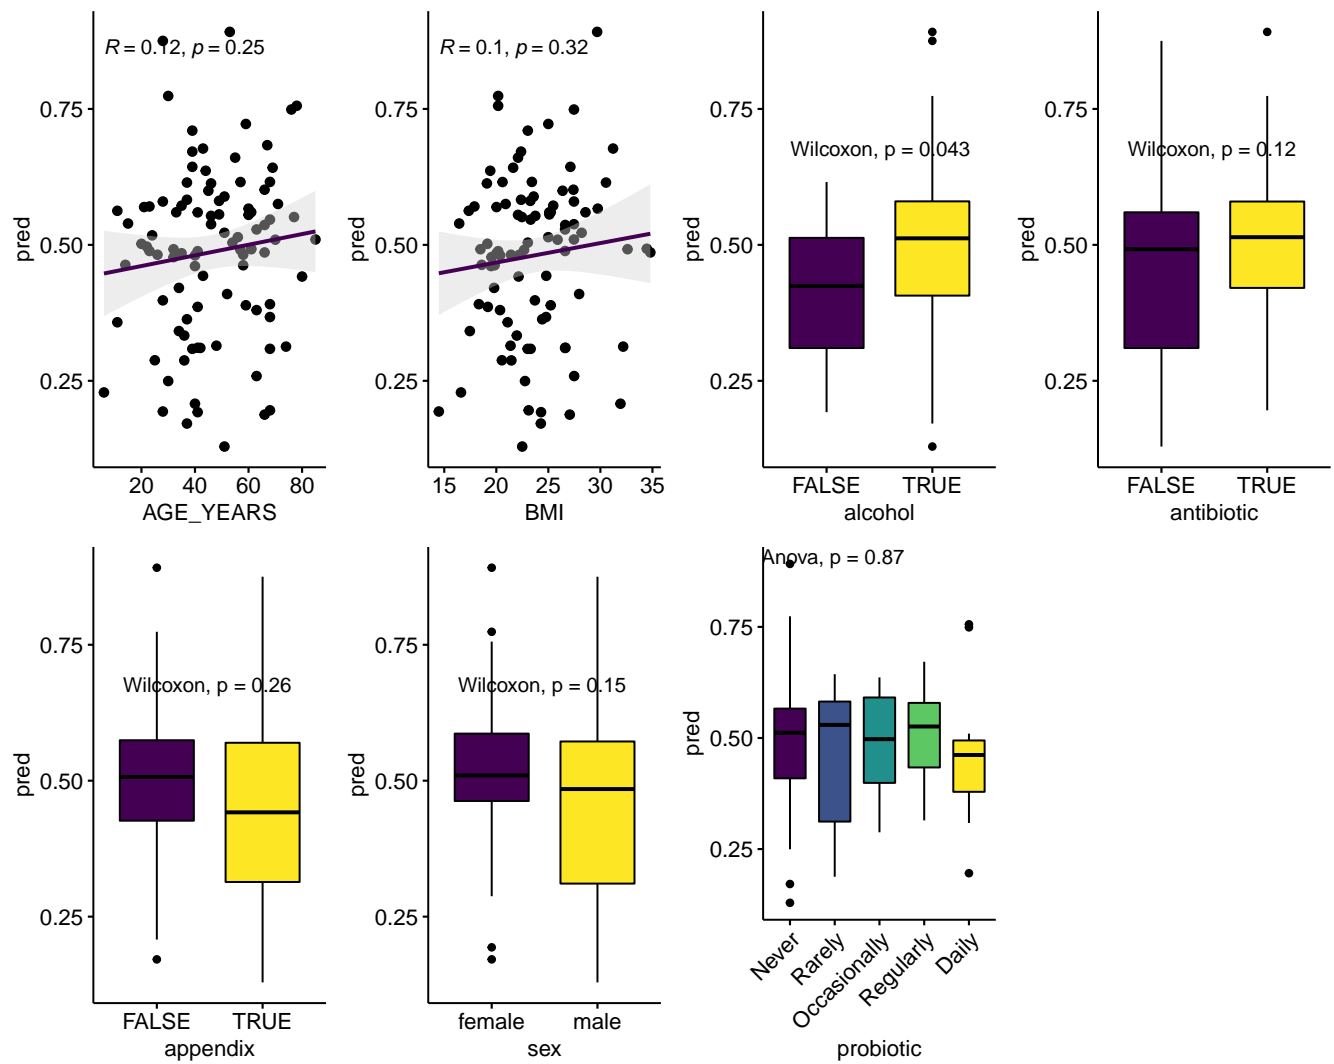 R = 0.12, p = 0.25
pred
0.75
0.50
0.25
20 40 60 80
AGE_YEARS
R = 0.1, p = 0.32
pred
0.75
0.50
0.25
15 20 25 30 35
BMI
Wilcoxon, p = 0.043
pred
0.75
0.50
0.25
FALSE TRUE
alcohol
Wilcoxon, p = 0.12
pred
0.75
0.50
0.25
FALSE TRUE
antibiotic
Wilcoxon, p = 0.26
pred
0.75
0.50
0.25
FALSE TRUE
appendix
Wilcoxon, p = 0.15
pred
0.75
0.50
0.25
female male
sex
Anova, p = 0.87
pred
0.75
0.50
0.25
Never
Rarely
Occasionally
Regularly
Daily
probiotic